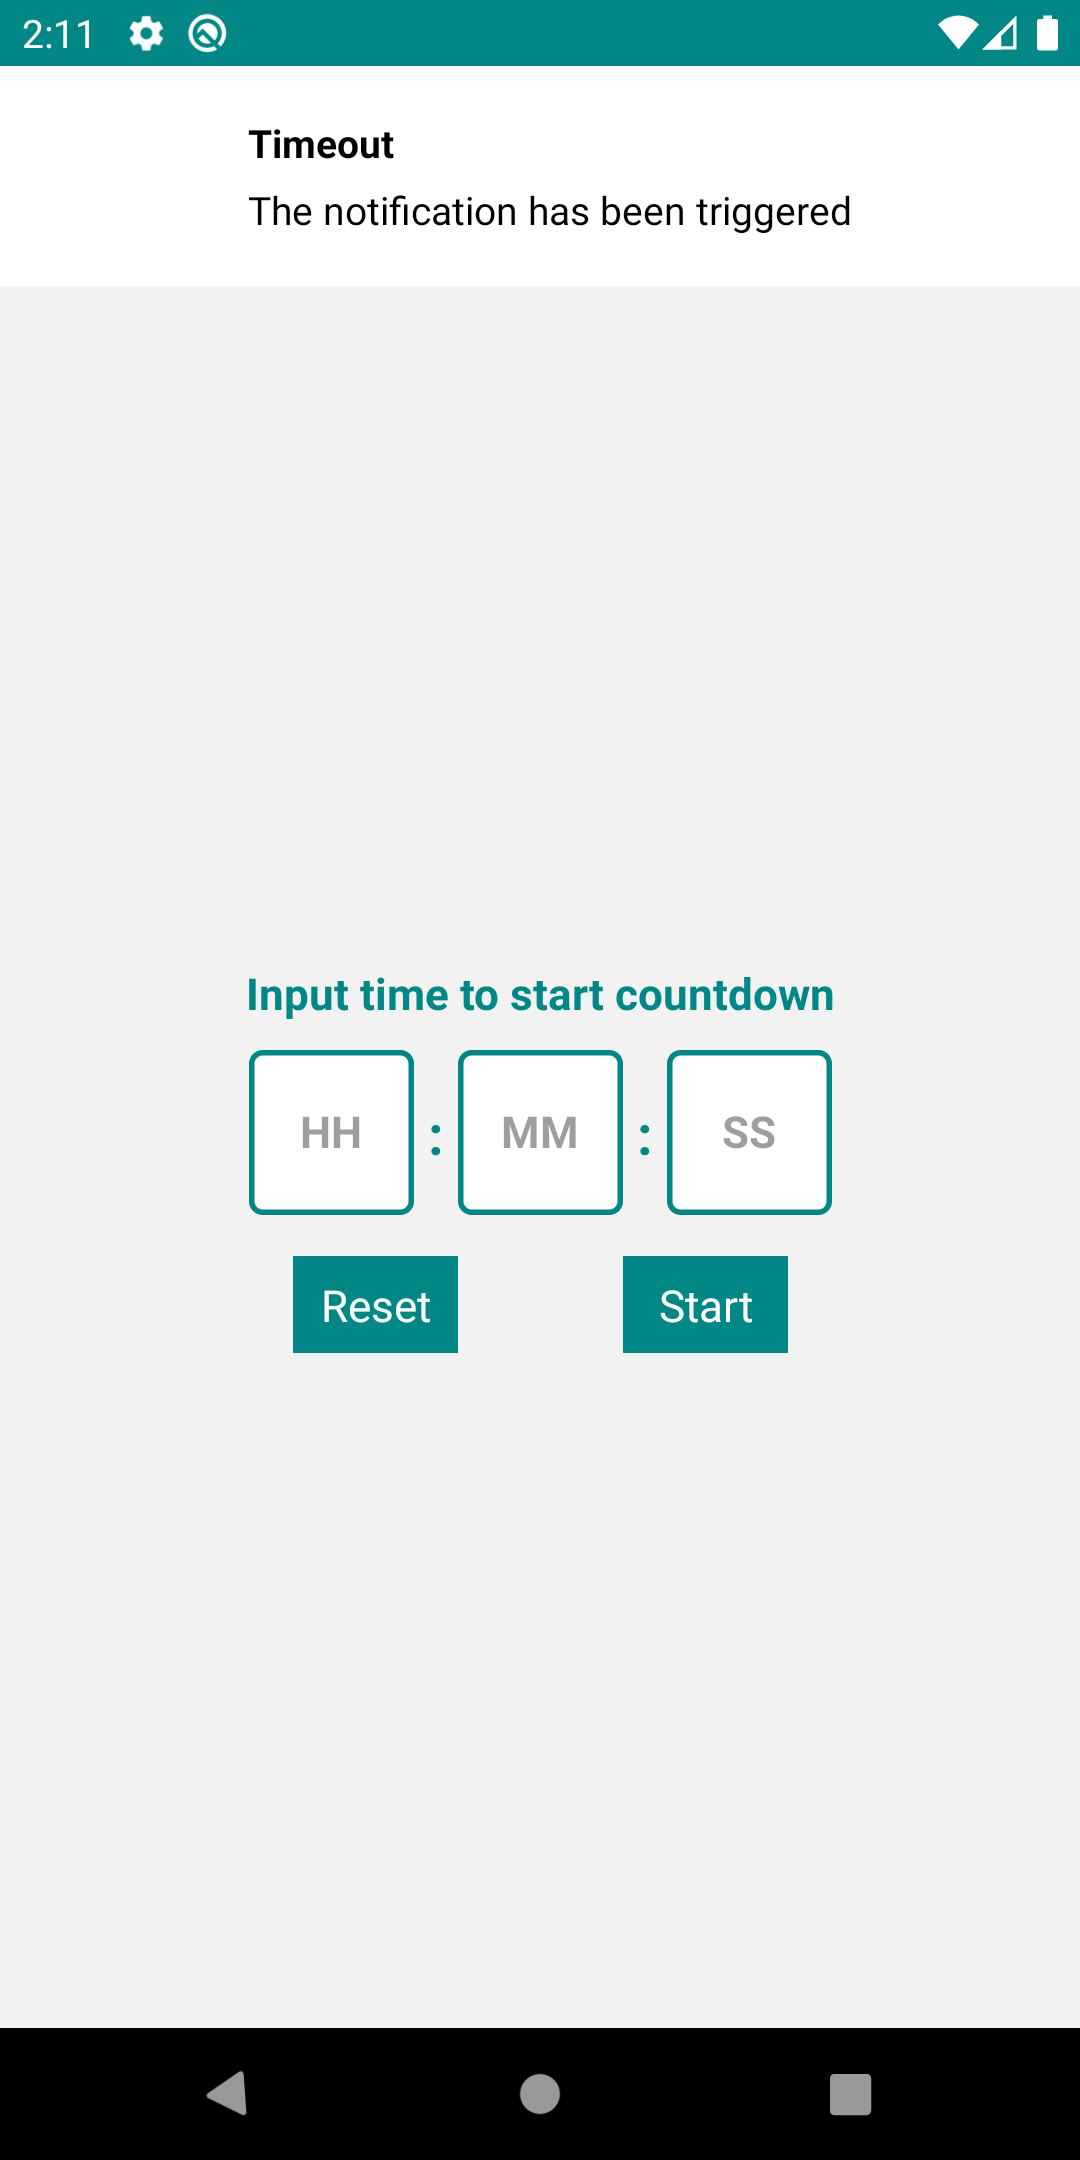 2:11
Timeout
The notification has been triggered
Input time to start countdown
HH : MM : SS
Reset Start